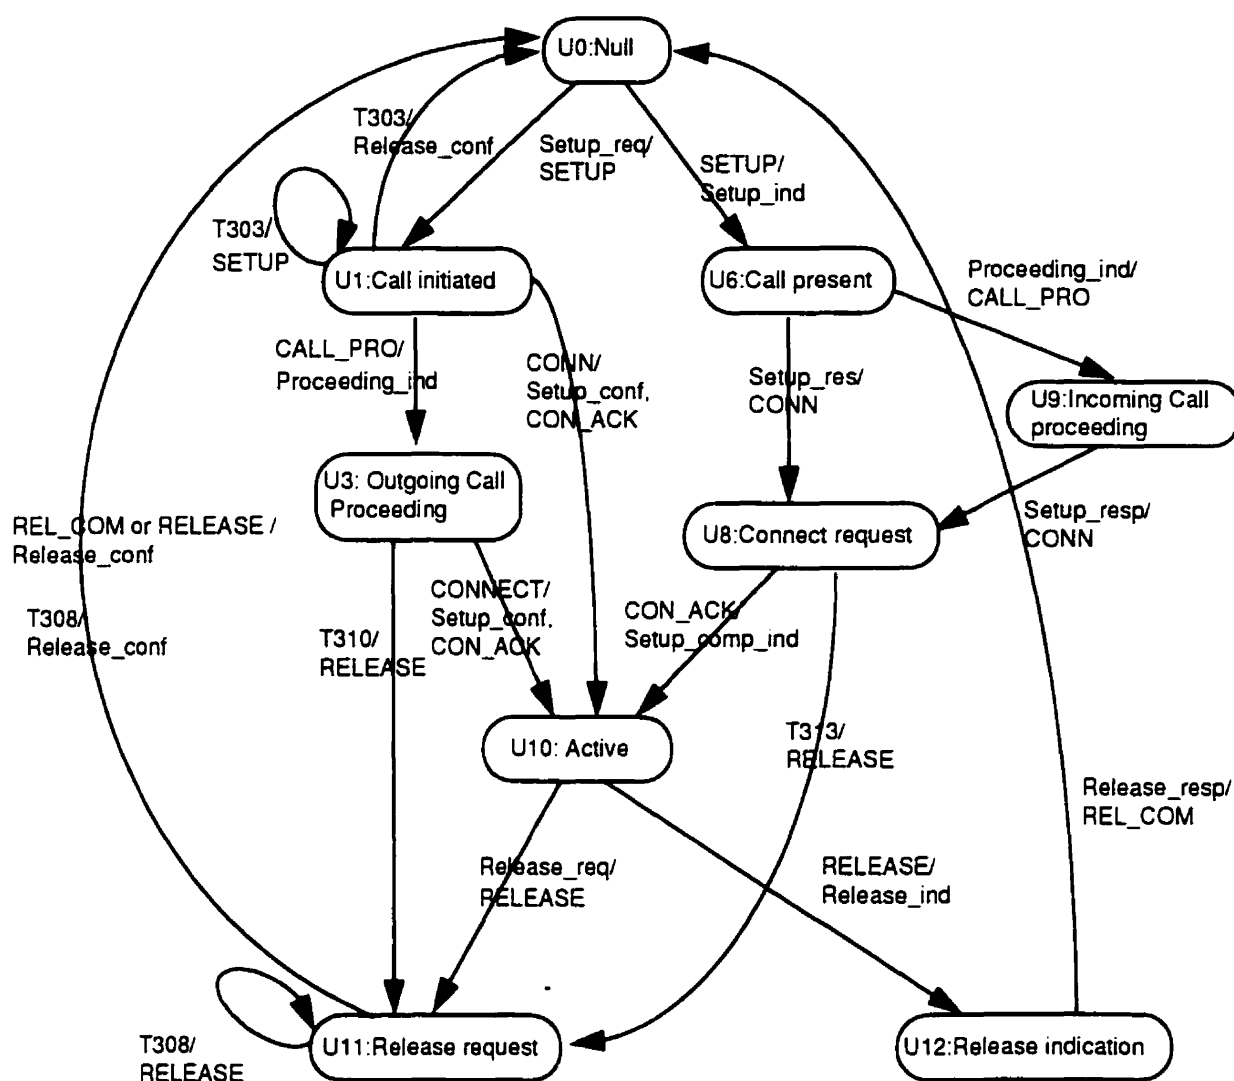 U0:Null
T303/
Release_conf
Setup_req/
SETUP
SETUP/
Setup_ind
T303/
SETUP
U1:Call initiated
U6:Call present
Proceeding_ind/
CALL_PRO
CALL_PRO/
Proceeding_ind
CONN/
Setup_conf,
CON_ACK
Setup_res/
CONN
U9:Incoming Call
proceeding
U3: Outgoing Call
Proceeding
REL_COM or RELEASE /
Release_conf
U8:Connect request
Setup_resp/
CONN
T308/
Release_conf
T310/
RELEASE
CONNECT/
Setup_conf,
CON_ACK
CON_ACK/
Setup_comp_ind
U10: Active
T313/
RELEASE
Release_resp/
REL_COM
Release_req/
RELEASE
RELEASE/
Release_ind
T308/
RELEASE
U11:Release request
U12:Release indication